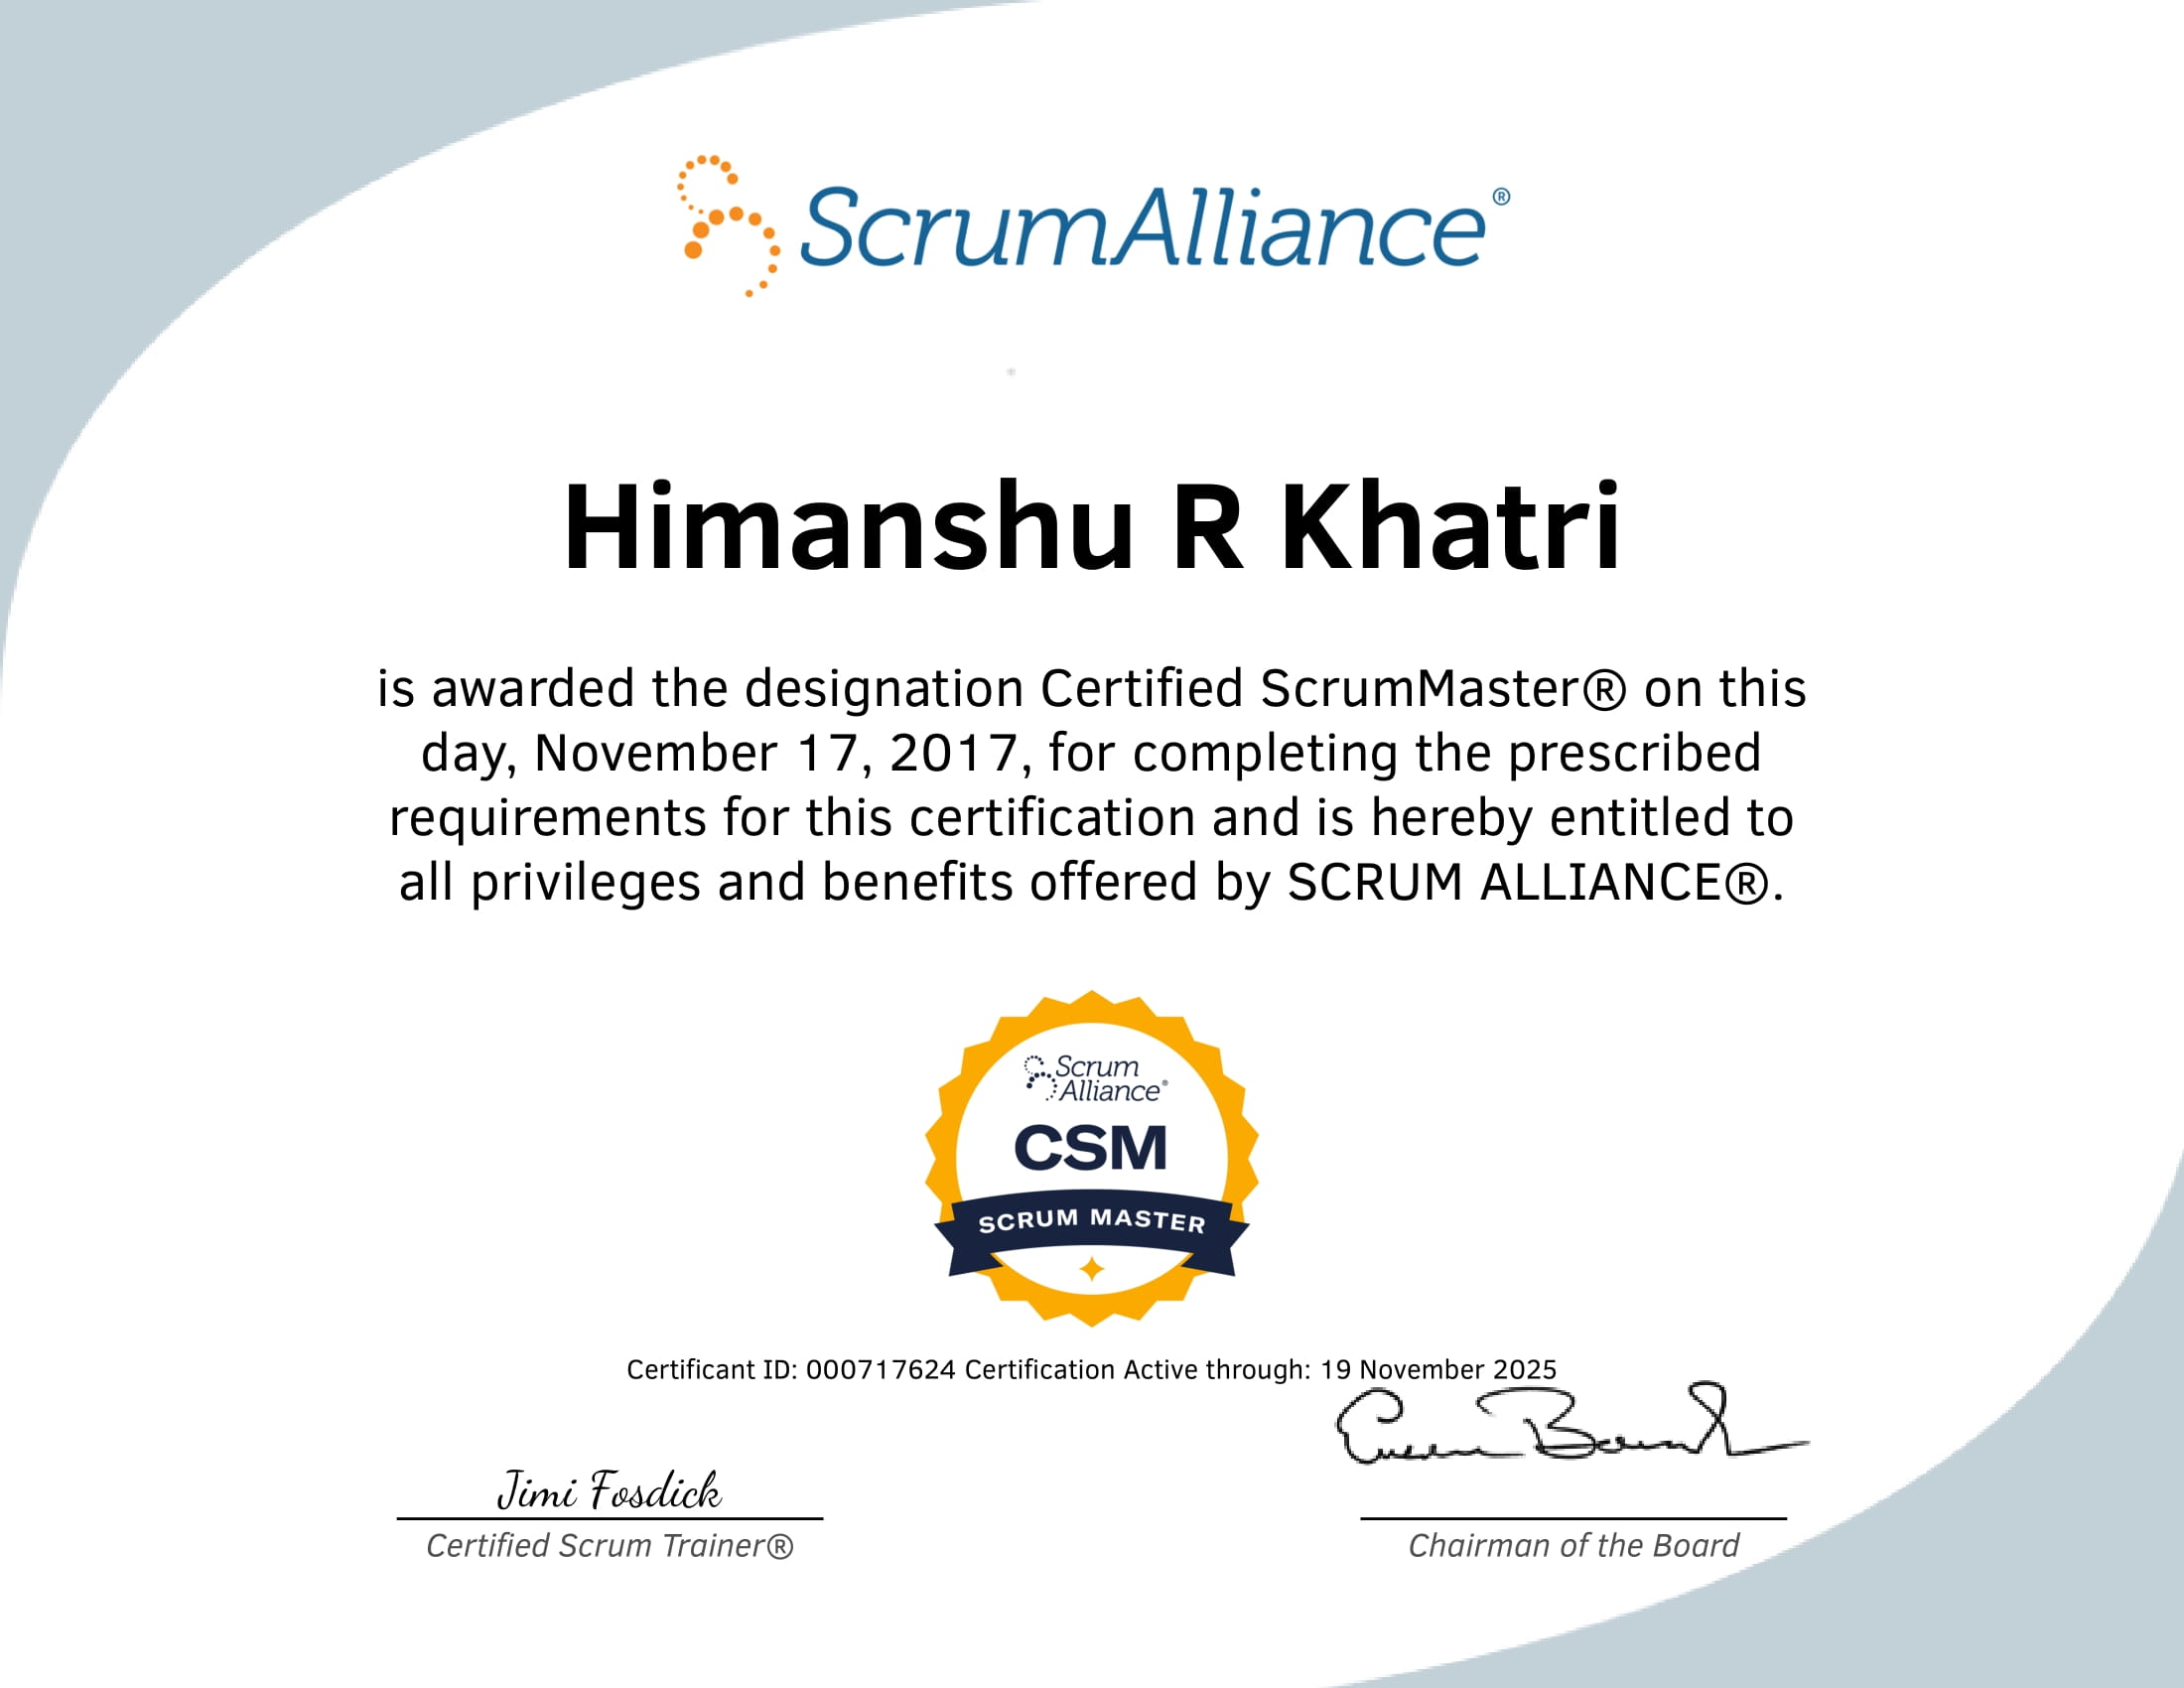 ScrumAlliance®
Himanshu R Khatri
is awarded the designation Certified ScrumMaster® on this
day, November 17, 2017, for completing the prescribed
requirements for this certification and is hereby entitled to
all privileges and benefits offered by SCRUM ALLIANCE®.
Scrum
Alliance®
CSM
SCRUM MASTER
Certificant ID: 000717624 Certification Active through: 19 November 2025
Jimi Fosdick
Certified Scrum Trainer®
Chairman of the Board